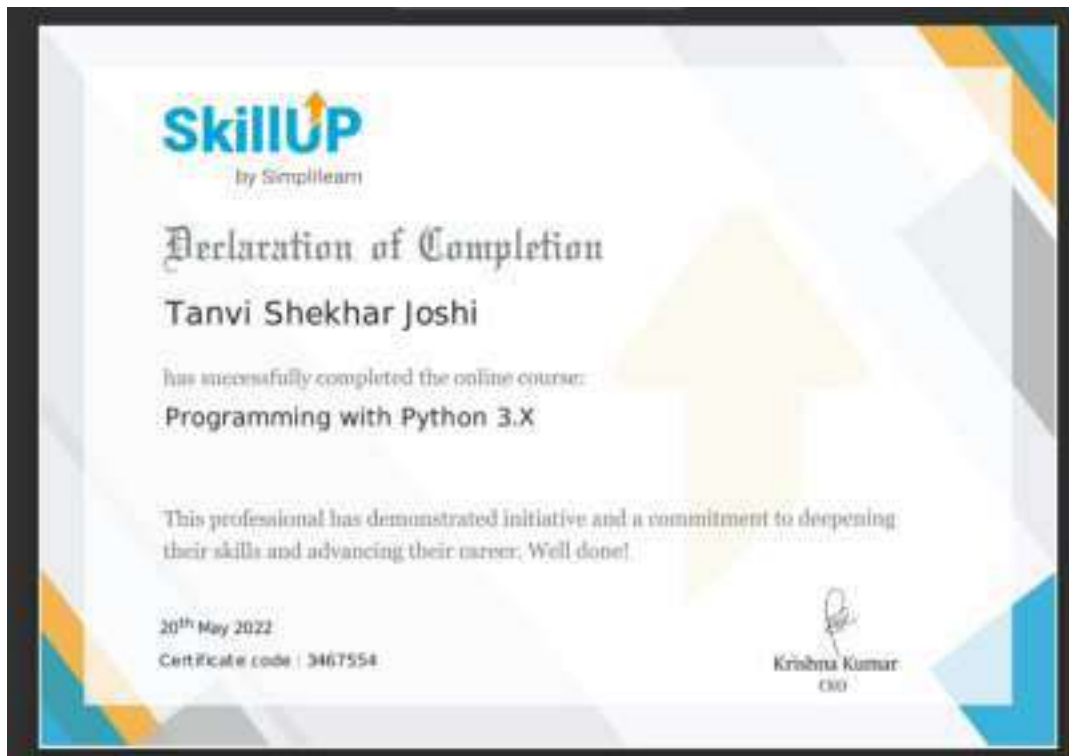 SkillUP
by Simplilearn
Declaration of Completion
Tanvi Shekhar Joshi
has successfully completed the online course:
Programming with Python 3.X
This professional has demonstrated initiative and a commitment to deepening
their skills and advancing their career. Well done!
20th May 2022
Certificate code : 3467554
Krishna Kumar
CEO